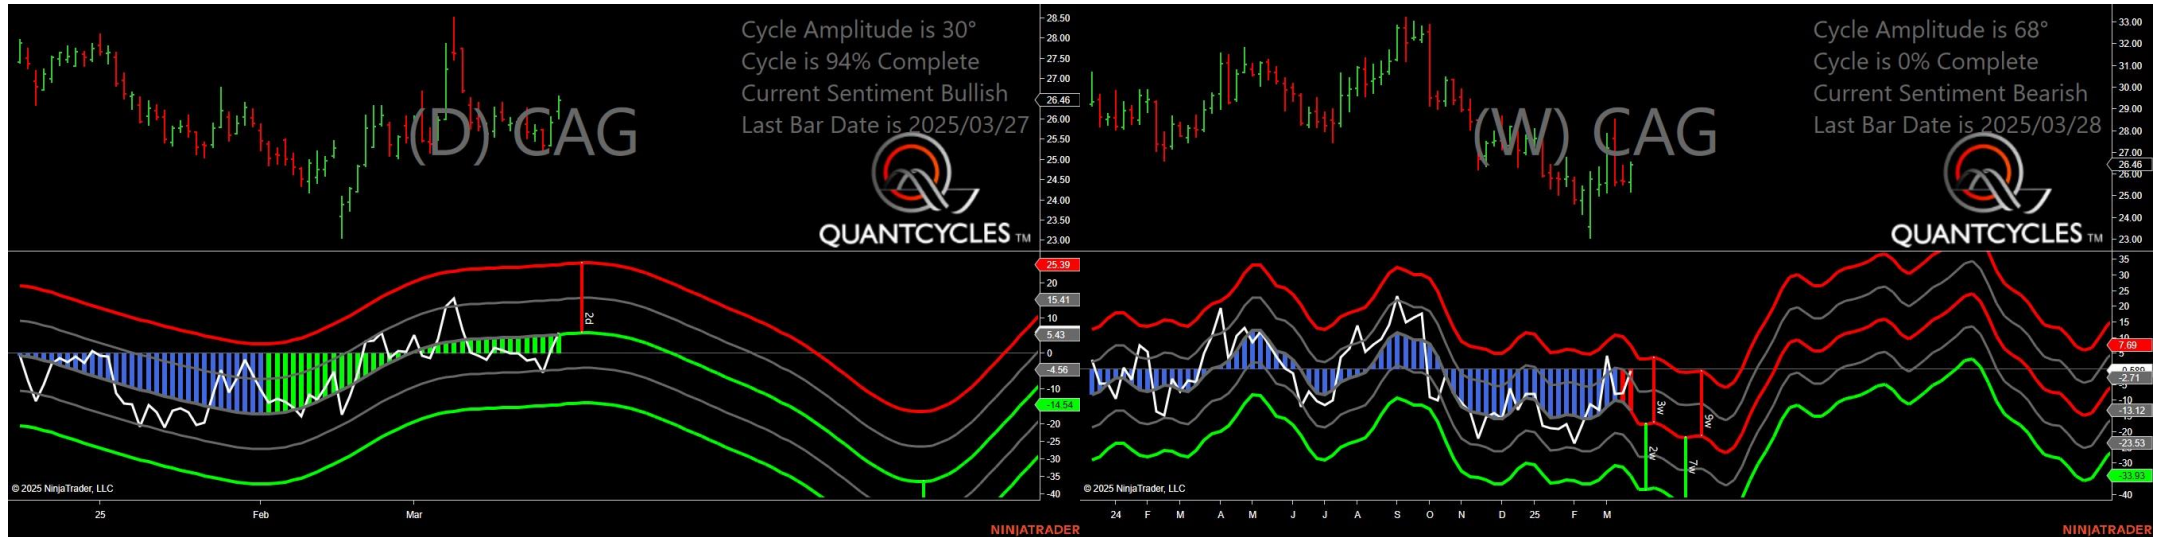 Cycle Amplitude is 30°
Cycle is 94% Complete
Current Sentiment Bullish
Last Bar Date is 2025/03/27
(D) CAG
QUANTCYCLES TM
28.50
28.00
27.50
27.00
26.46
26.00
25.50
25.00
24.50
24.00
23.50
23.00
25.39
20
15.41
10
5.43
0
-4.56
-10
-14.54
-20
-25
-30
-35
-40
2d
© 2025 NinjaTrader, LLC
25 Feb Mar
NINJATRADER
Cycle Amplitude is 68°
Cycle is 0% Complete
Current Sentiment Bearish
Last Bar Date is 2025/03/28
(W) CAG
QUANTCYCLES TM
33.00
32.00
31.00
30.00
29.00
28.00
27.00
26.46
26.00
25.00
24.00
23.00
35
30
25
20
15
7.69
5
-2.71
-10
-13.12
-20
-23.53
-30
-33.93
-40
3w
9w
2w
7w
© 2025 NinjaTrader, LLC
24 F M A M J J A S O N D 25 F M
NINJATRADER